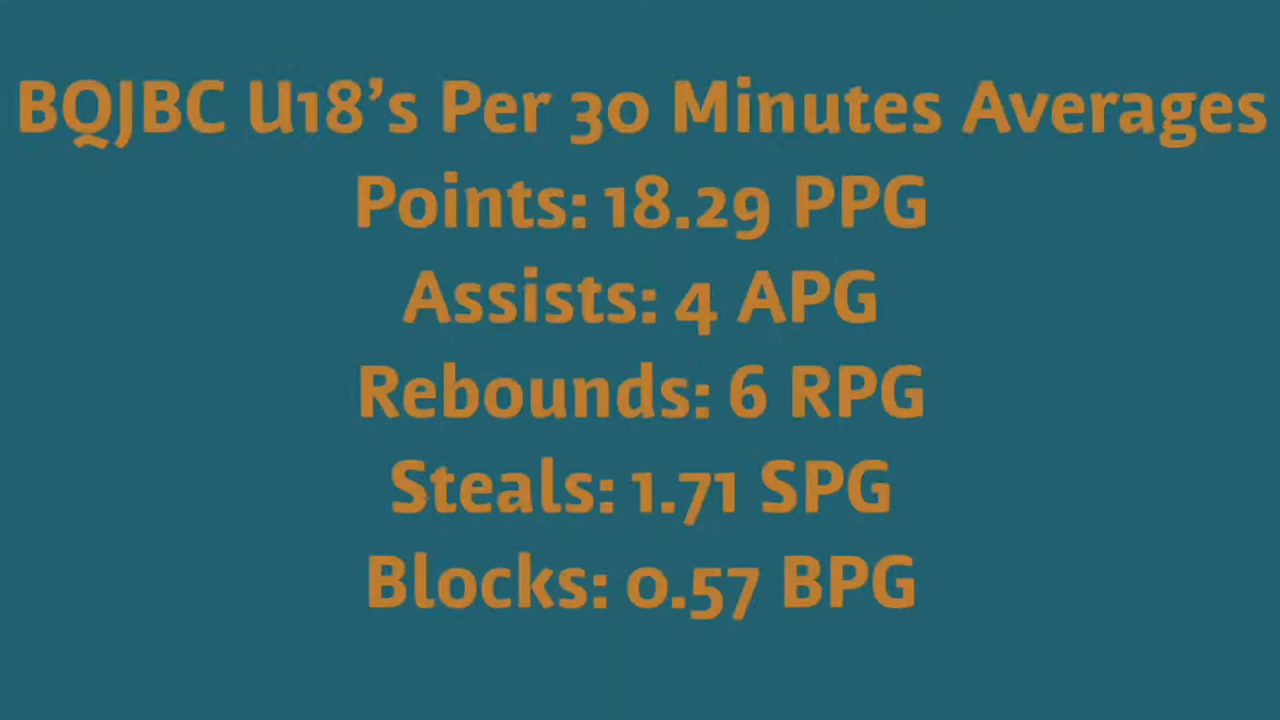 BQJBC U18’s Per 30 Minutes Averages
Points: 18.29 PPG
Assists: 4 APG
Rebounds: 6 RPG
Steals: 1.71 SPG
Blocks: 0.57 BPG